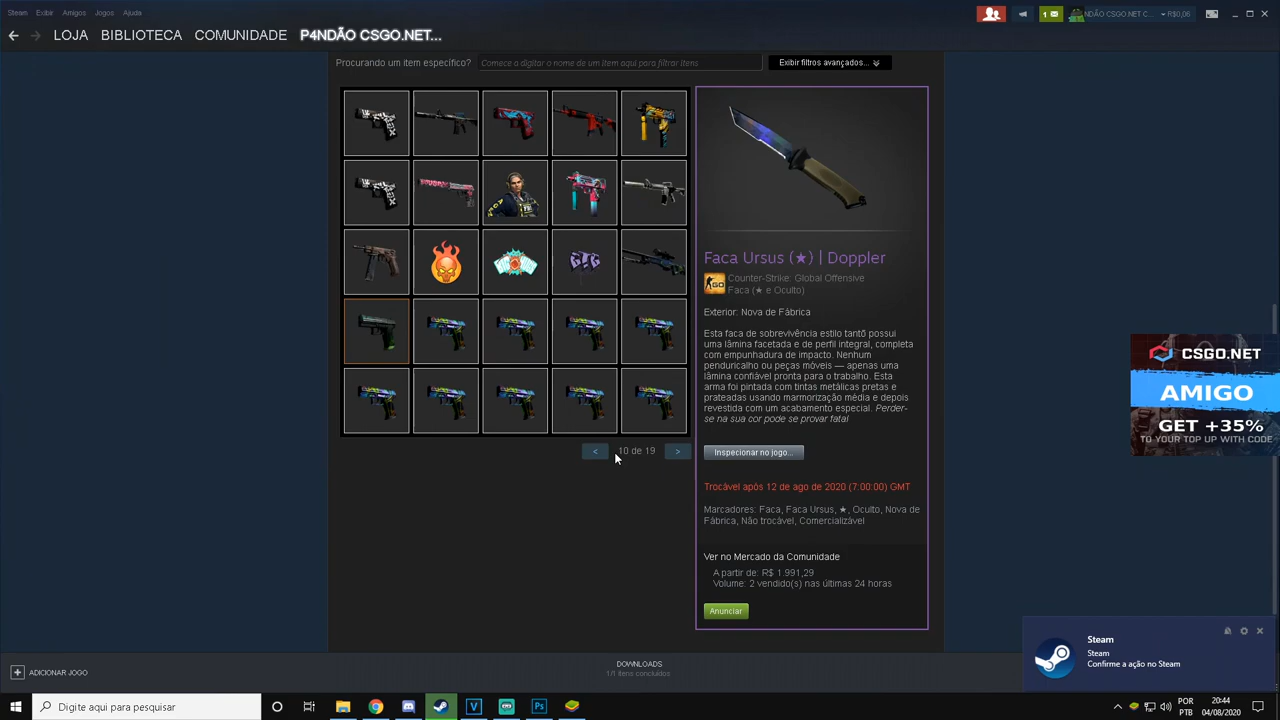 Steam Exibir Amigos Jogos Ajuda
1
NDÃO CSGO.NET C... R$0,06
LOJA BIBLIOTECA COMUNIDADE P4NDÃO CSGO.NET...
Procurando um item específico? Comece a digitar o nome de um item aqui para filtrar itens Exibir filtros avançados...
Faca Ursus (★) | Doppler
Counter-Strike: Global Offensive
Faca (★ e Oculto)
Exterior: Nova de Fábrica
Esta faca de sobrevivência estilo tantō possui
uma lâmina facetada e de perfil integral, completa
com empunhadura de impacto. Nenhum
penduricalho ou peças móveis — apenas uma
lâmina confiável pronta para o trabalho. Esta
arma foi pintada com tintas metálicas pretas e
prateadas usando marmorização média e depois
revestida com um acabamento especial. Perder-
se na sua cor pode se provar fatal
< 10 de 19 >
Inspecionar no jogo...
Trocável após 12 de ago de 2020 (7:00:00) GMT
Marcadores: Faca, Faca Ursus, ★, Oculto, Nova de
Fábrica, Não trocável, Comercializável
Ver no Mercado da Comunidade
A partir de: R$ 1.991,29
Volume: 2 vendido(s) nas últimas 24 horas
Anunciar
CSGO.NET
AMIGO
GET +35%
TO YOUR TOP UP WITH CODE
Steam
Steam
Confirme a ação no Steam
ADICIONAR JOGO
DOWNLOADS
1/1 itens concluídos
Digite aqui para pesquisar
POR
PTB
20:44
04/08/2020